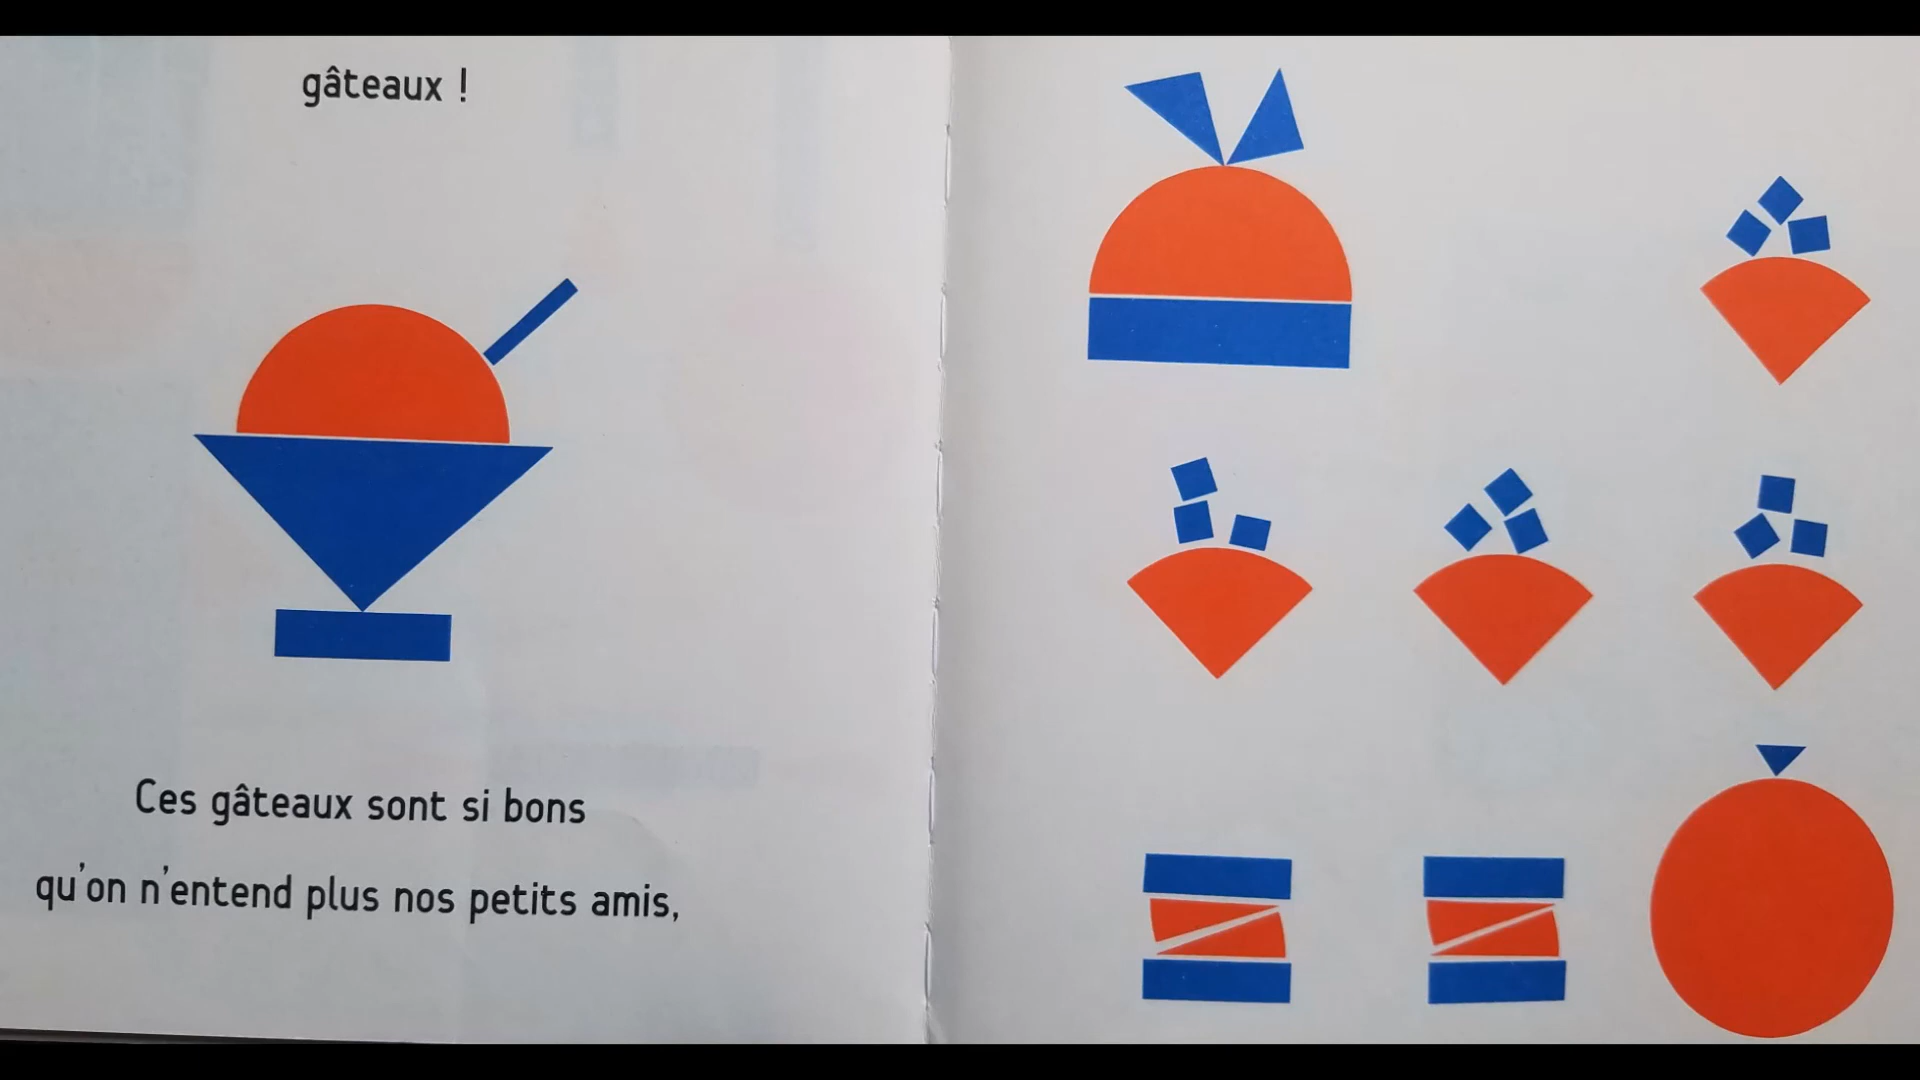 gâteaux !
Ces gâteaux sont si bons
qu'on n'entend plus nos petits amis,